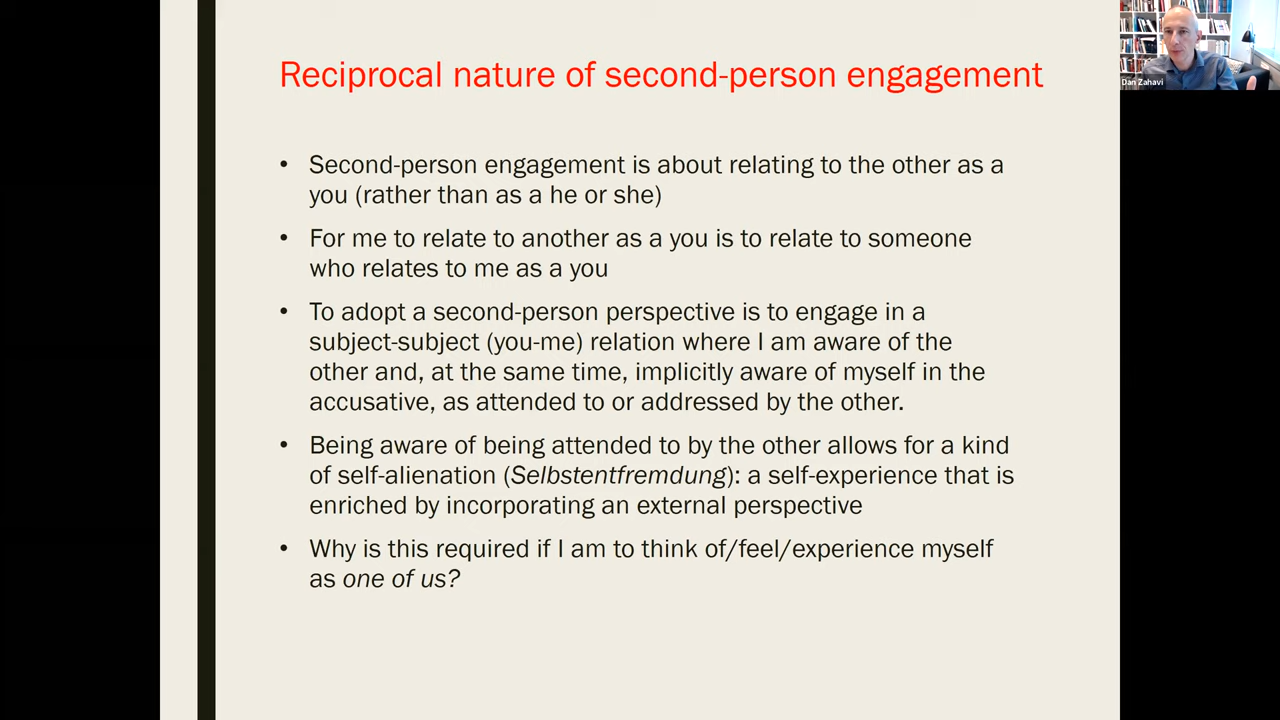 Reciprocal nature of second-person engagement
Dan Zahavi
• Second-person engagement is about relating to the other as a
you (rather than as a he or she)
• For me to relate to another as a you is to relate to someone
who relates to me as a you
• To adopt a second-person perspective is to engage in a
subject-subject (you-me) relation where I am aware of the
other and, at the same time, implicitly aware of myself in the
accusative, as attended to or addressed by the other.
• Being aware of being attended to by the other allows for a kind
of self-alienation (Selbstentfremdung): a self-experience that is
enriched by incorporating an external perspective
• Why is this required if I am to think of/feel/experience myself
as one of us?